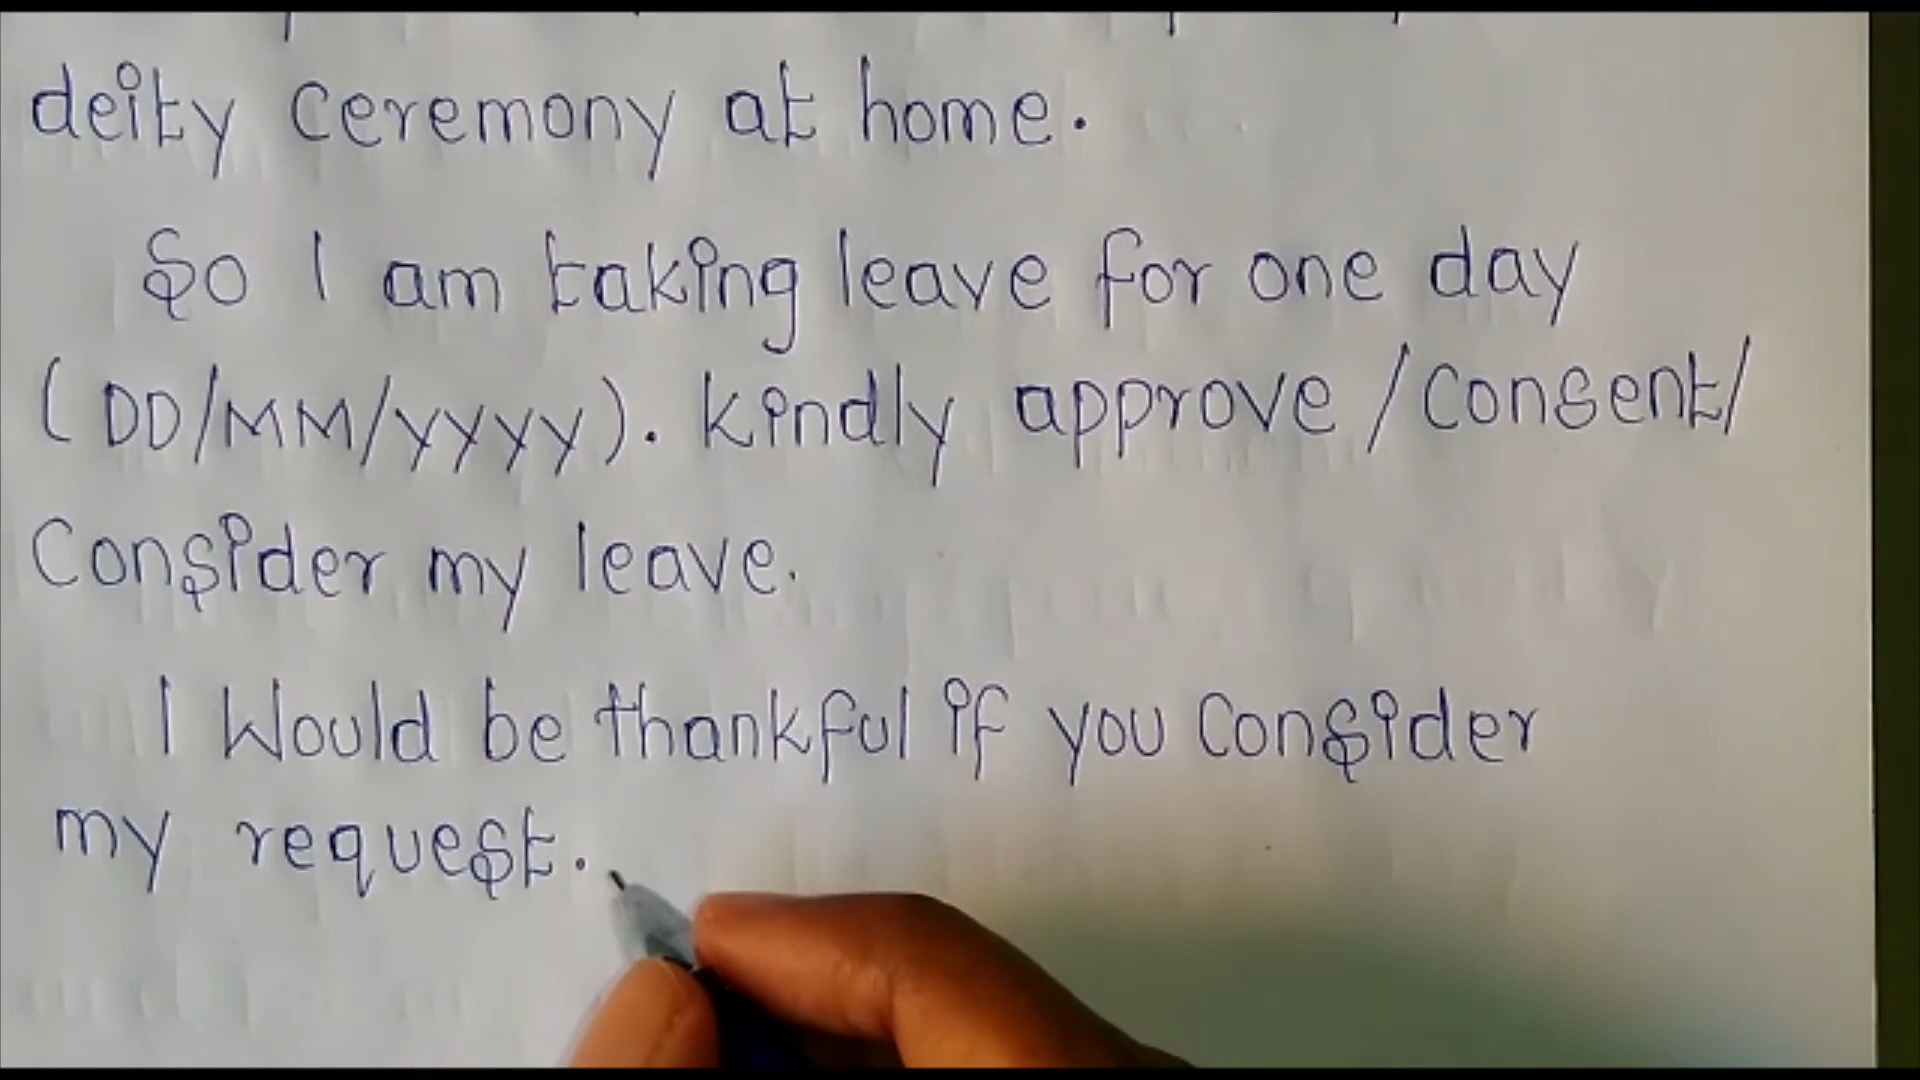 deity ceremony at home.
So I am taking leave for one day
(DD/MM/YYYY). Kindly approve/consent/
Consider my leave.
I Would be thankful if you Consider
my request.